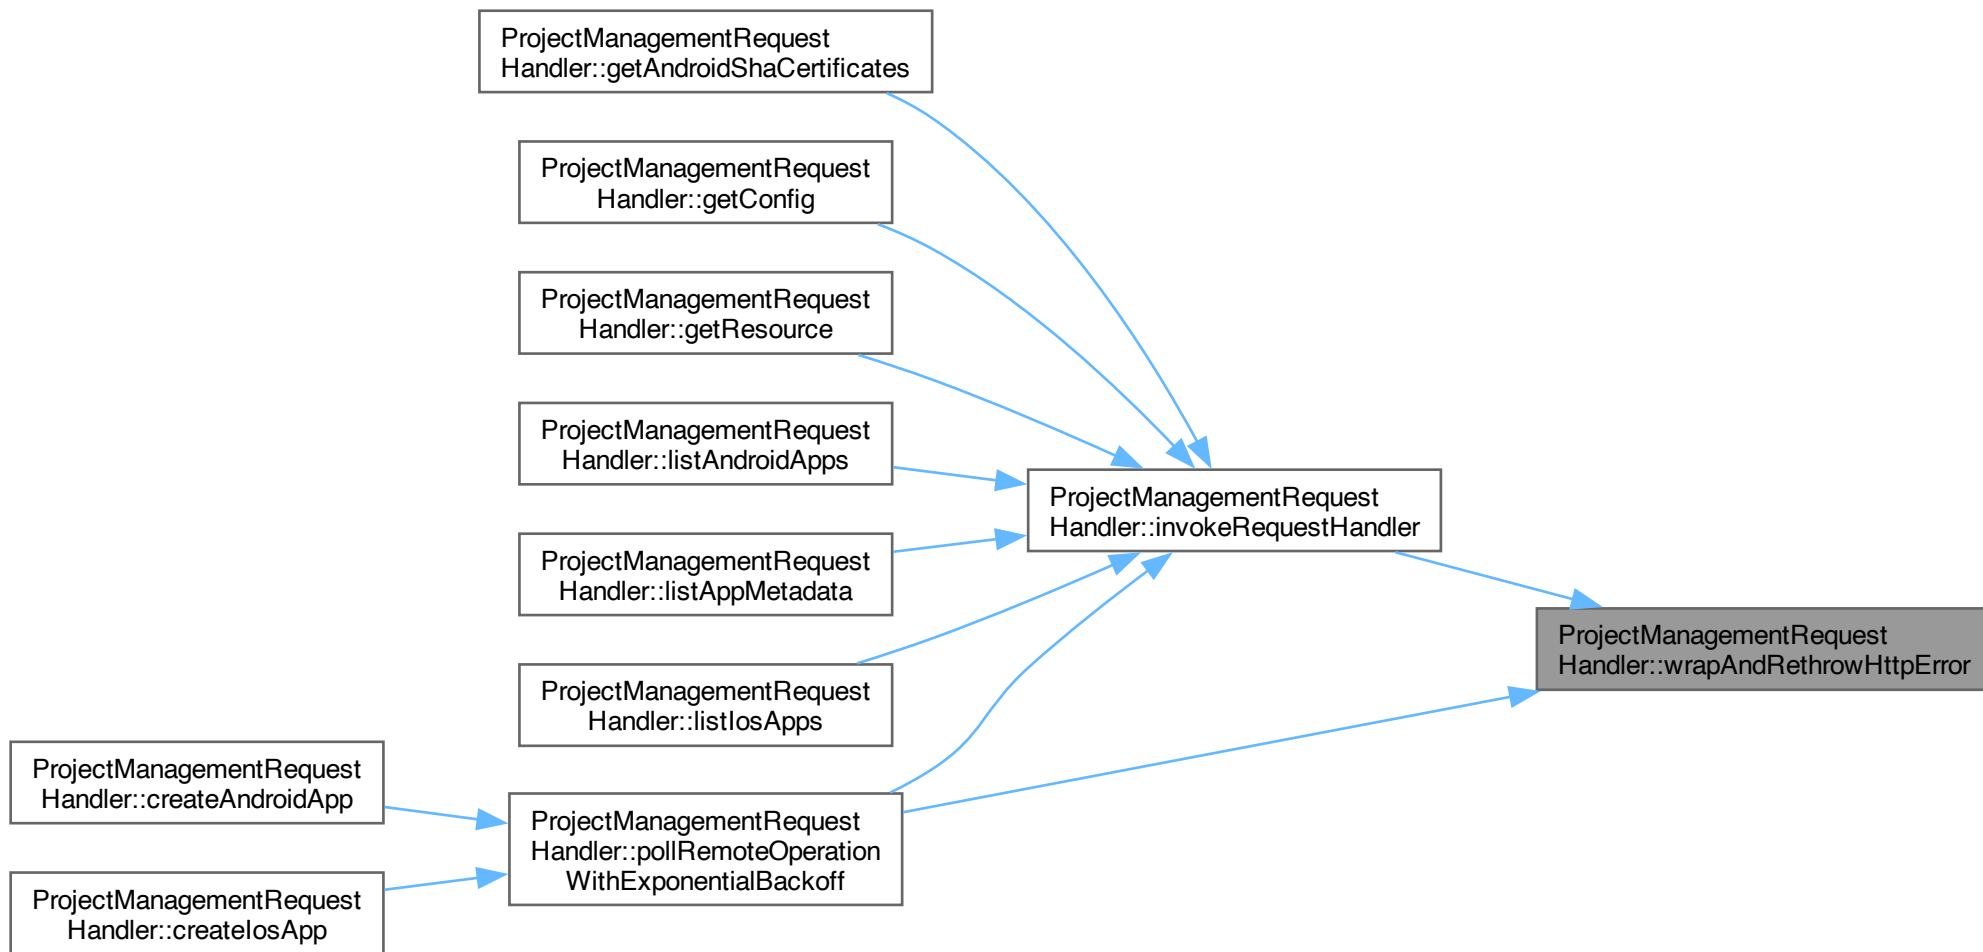 ProjectManagementRequest
Handler::getAndroidShaCertificates
ProjectManagementRequest
Handler::getConfig
ProjectManagementRequest
Handler::getResource
ProjectManagementRequest
Handler::listAndroidApps
ProjectManagementRequest
Handler::invokeRequestHandler
ProjectManagementRequest
Handler::listAppMetadata
ProjectManagementRequest
Handler::wrapAndRethrowHttpError
ProjectManagementRequest
Handler::listIosApps
ProjectManagementRequest
Handler::createAndroidApp
ProjectManagementRequest
Handler::pollRemoteOperation
WithExponentialBackoff
ProjectManagementRequest
Handler::createIosApp